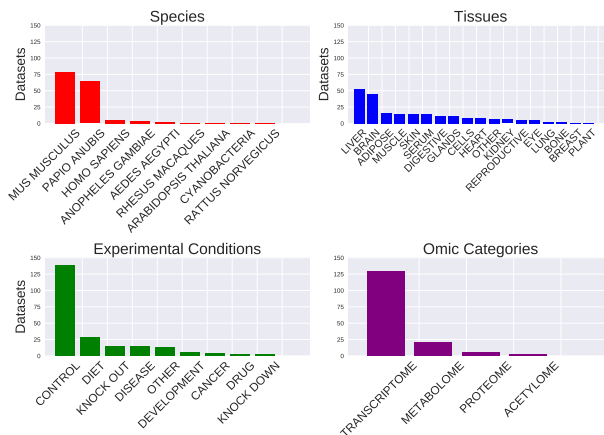 Species
Datasets
150
125
100
75
50
25
0
MUS MUSCULUS
PAPIO ANUBIS
HOMO SAPIENS
ANOPHELES GAMBIAE
AEDES AEGYPTI
RHESUS MACAQUES
ARABIDOPSIS THALIANA
CYANOBACTERIA
RATTUS NORVEGICUS
Tissues
Datasets
150
125
100
75
50
25
0
LIVER
BRAIN
ADIPOSE
MUSCLE
SKIN
SERUM
DIGESTIVE
GLANDS
CELLS
HEART
OTHER
KIDNEY
REPRODUCTIVE
EYE
LUNG
BONE
BREAST
PLANT
Experimental Conditions
Datasets
150
125
100
75
50
25
0
CONTROL
DIET
KNOCK OUT
DISEASE
OTHER
DEVELOPMENT
CANCER
DRUG
KNOCK DOWN
Omic Categories
150
125
100
75
50
25
0
TRANSCRIPTOME
METABOLOME
PROTEOME
ACETYLOME